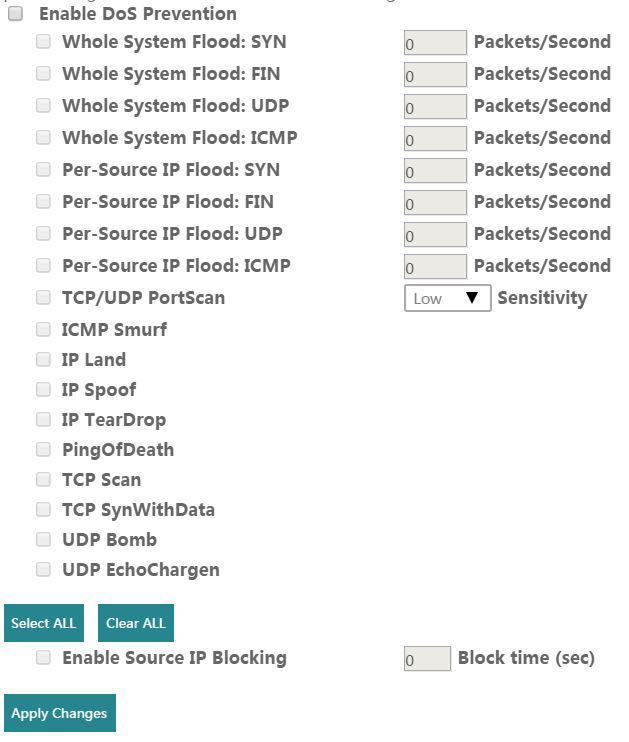 Enable DoS Prevention
Whole System Flood: SYN 0 Packets/Second
Whole System Flood: FIN 0 Packets/Second
Whole System Flood: UDP 0 Packets/Second
Whole System Flood: ICMP 0 Packets/Second
Per-Source IP Flood: SYN 0 Packets/Second
Per-Source IP Flood: FIN 0 Packets/Second
Per-Source IP Flood: UDP 0 Packets/Second
Per-Source IP Flood: ICMP 0 Packets/Second
TCP/UDP PortScan Low Sensitivity
ICMP Smurf
IP Land
IP Spoof
IP TearDrop
PingOfDeath
TCP Scan
TCP SynWithData
UDP Bomb
UDP EchoChargen
Select ALL Clear ALL
Enable Source IP Blocking 0 Block time (sec)
Apply Changes